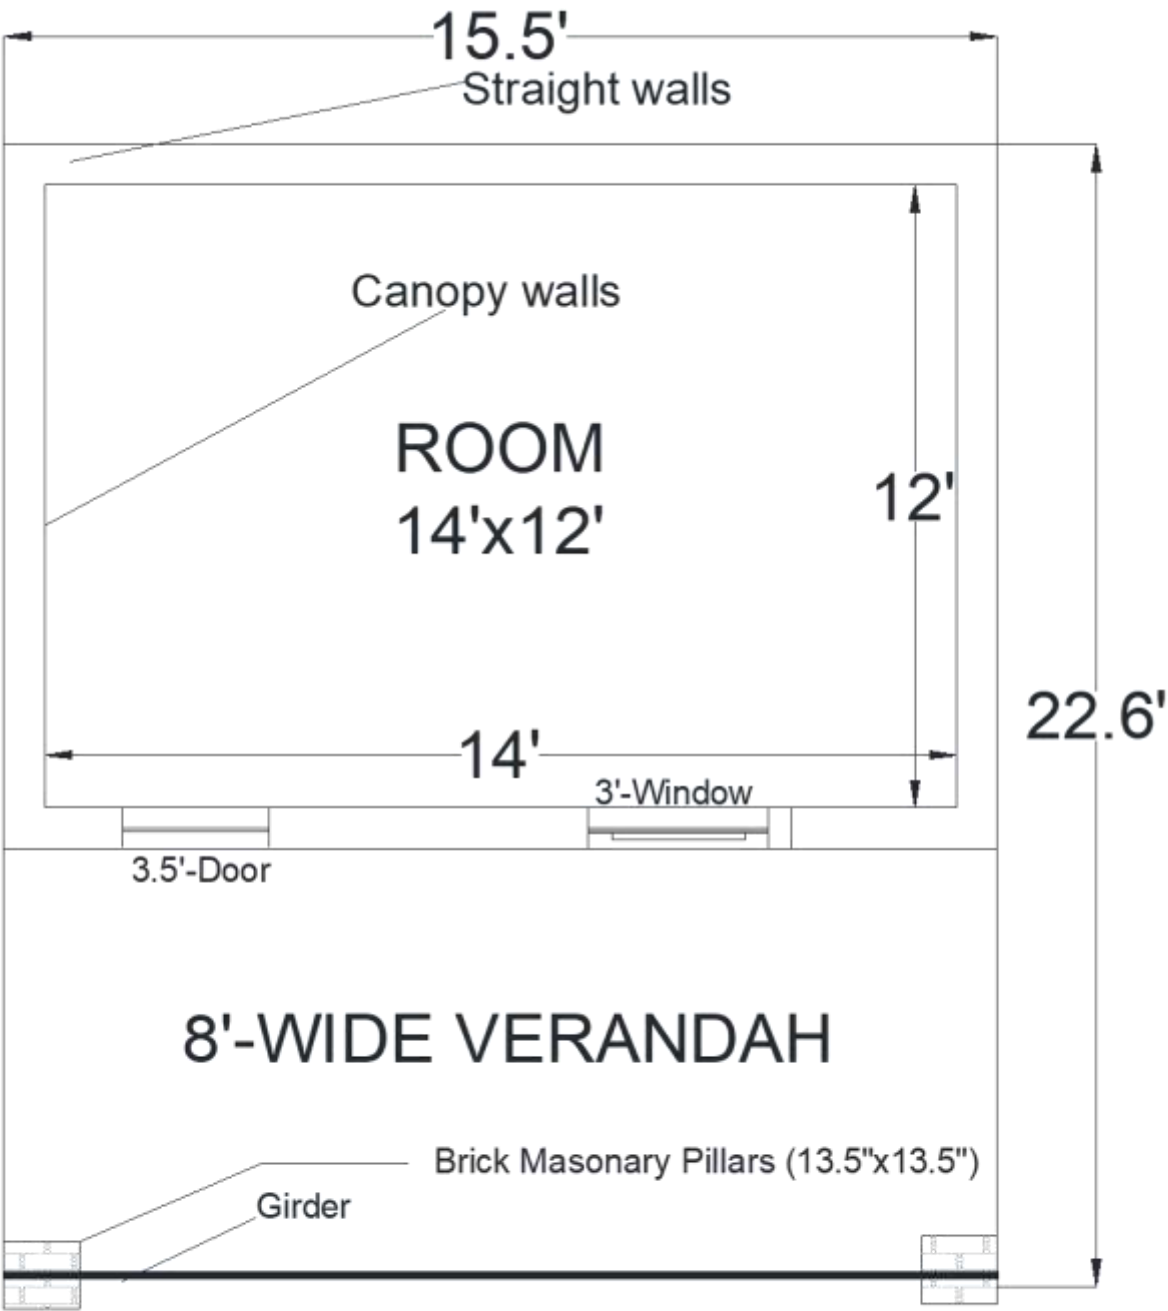 15.5'
Straight walls
Canopy walls
ROOM
14'x12'
12'
22.6'
14'
3'-Window
3.5'-Door
8'-WIDE VERANDAH
Brick Masonary Pillars (13.5"x13.5")
Girder